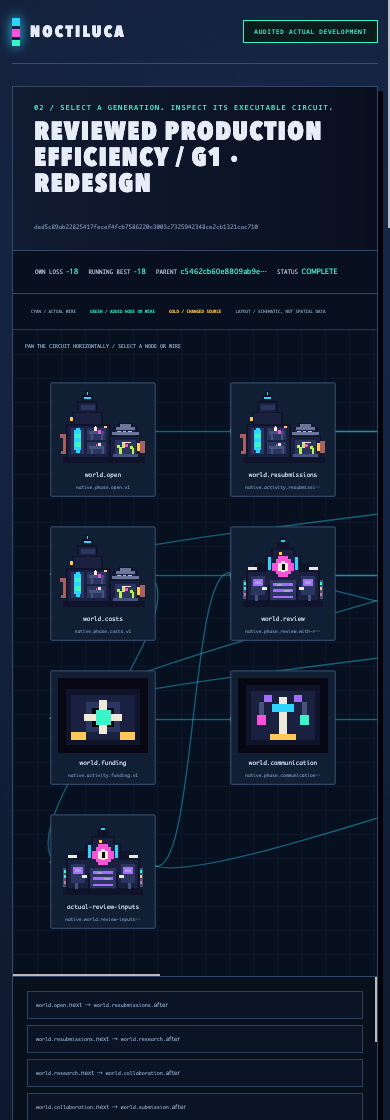 NOCTILUCA
AUDITED ACTUAL DEVELOPMENT
02 / SELECT A GENERATION. INSPECT ITS EXECUTABLE CIRCUIT.
REVIEWED PRODUCTION
EFFICIENCY / G1 ·
REDESIGN
OWN LOSS -18 RUNNING BEST -18 PARENT c5462cb60e8809ab9e… STATUS COMPLETE
CYAN / ACTUAL WIRE GREEN / ADDED NODE OR WIRE GOLD / CHANGED SOURCE LAYOUT / SCHEMATIC, NOT SPATIAL DATA
PAN THE CIRCUIT HORIZONTALLY / SELECT A NODE OR WIRE
world.open
native.phase.open.v1
world.resubmissions
native.activity.resubmissi…
world.costs
native.phase.costs.v1
world.review
native.phase.review-with-r…
world.funding
native.activity.funding.v1
world.communication
native.phase.communication…
actual-review-inputs
native.world.review-inputs…
world.open.next → world.resubmissions.after
world.resubmissions.next → world.research.after
world.research.next → world.collaboration.after
world.collaboration.next → world.submission.after